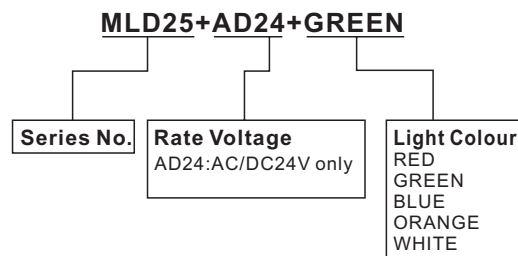 MLD25+AD24+GREEN
Series No.
Rate Voltage
AD24:AC/DC24V only
Light Colour
RED
GREEN
BLUE
ORANGE
WHITE